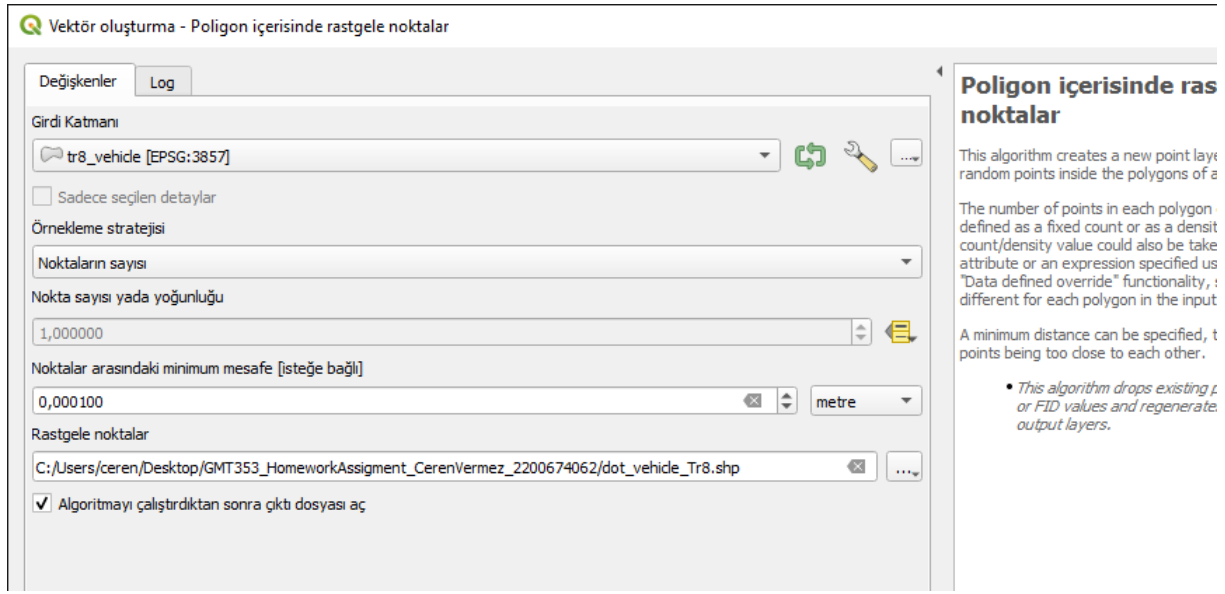 Vektör oluşturma - Poligon içerisinde rastgele noktalar
Değişkenler
Log
Girdi Katmanı
tr8_vehicle [EPSG:3857]
...
Sadece seçilen detaylar
Örnekleme stratejisi
Noktaların sayısı
Nokta sayısı yada yoğunluğu
1,000000
Noktalar arasındaki minimum mesafe [isteğe bağlı]
0,000100
metre
Rastgele noktalar
C:/Users/ceren/Desktop/GMT353_HomeworkAssigment_CerenVermez_2200674062/dot_vehicle_Tr8.shp
...
Algoritmayı çalıştırdıktan sonra çıktı dosyası aç
Poligon içerisinde ras
noktalar
This algorithm creates a new point laye
random points inside the polygons of a
The number of points in each polygon
defined as a fixed count or as a densit
count/density value could also be take
attribute or an expression specified us
"Data defined override" functionality, s
different for each polygon in the input
A minimum distance can be specified, t
points being too close to each other.
• This algorithm drops existing p
or FID values and regenerate
output layers.